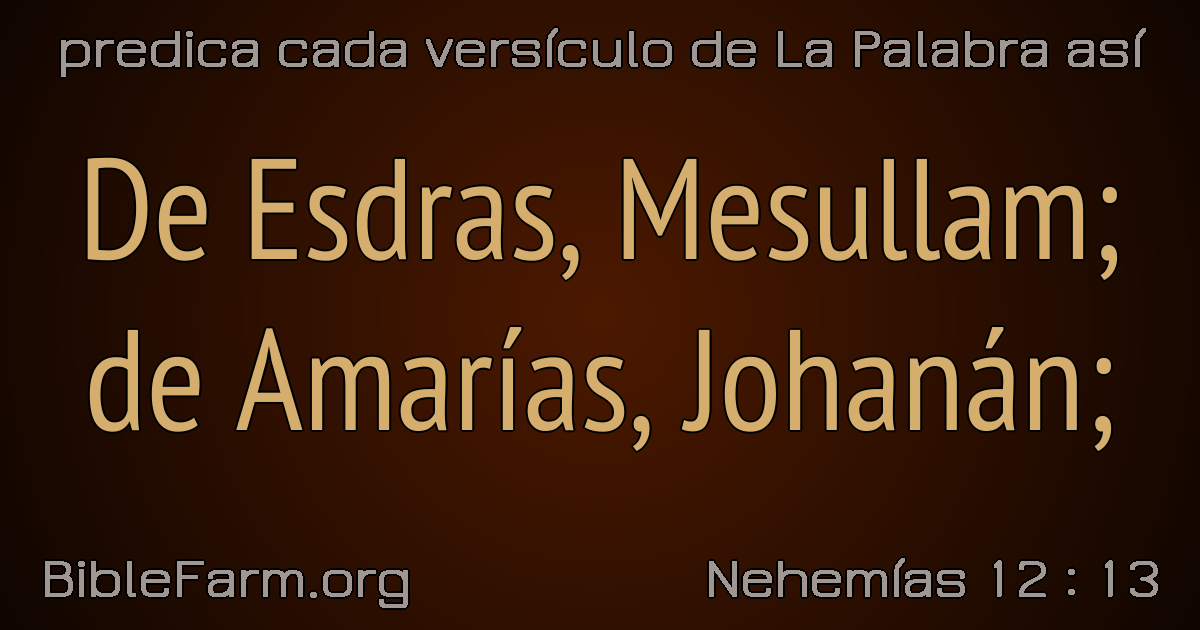 predica cada versículo de La Palabra así
De Esdras, Mesullam;
de Amarías, Johanán;
BibleFarm.org
Nehemías 12 : 13